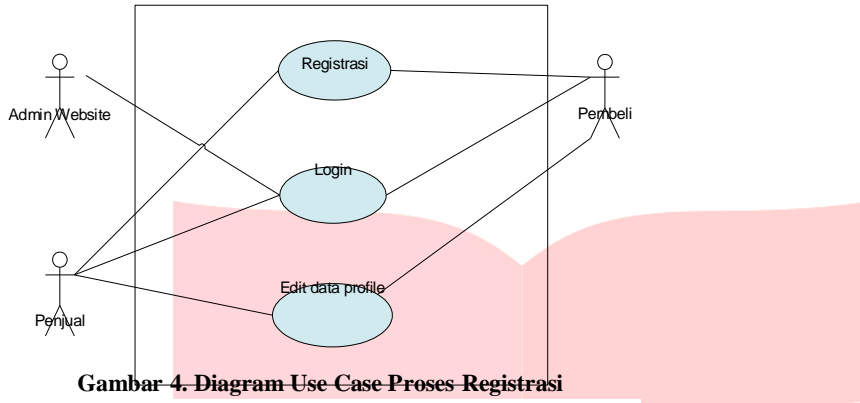 Registrasi
Admin Website
Pembeli
Login
Edit data profile
Penjual
Gambar 4. Diagram Use Case Proses Registrasi